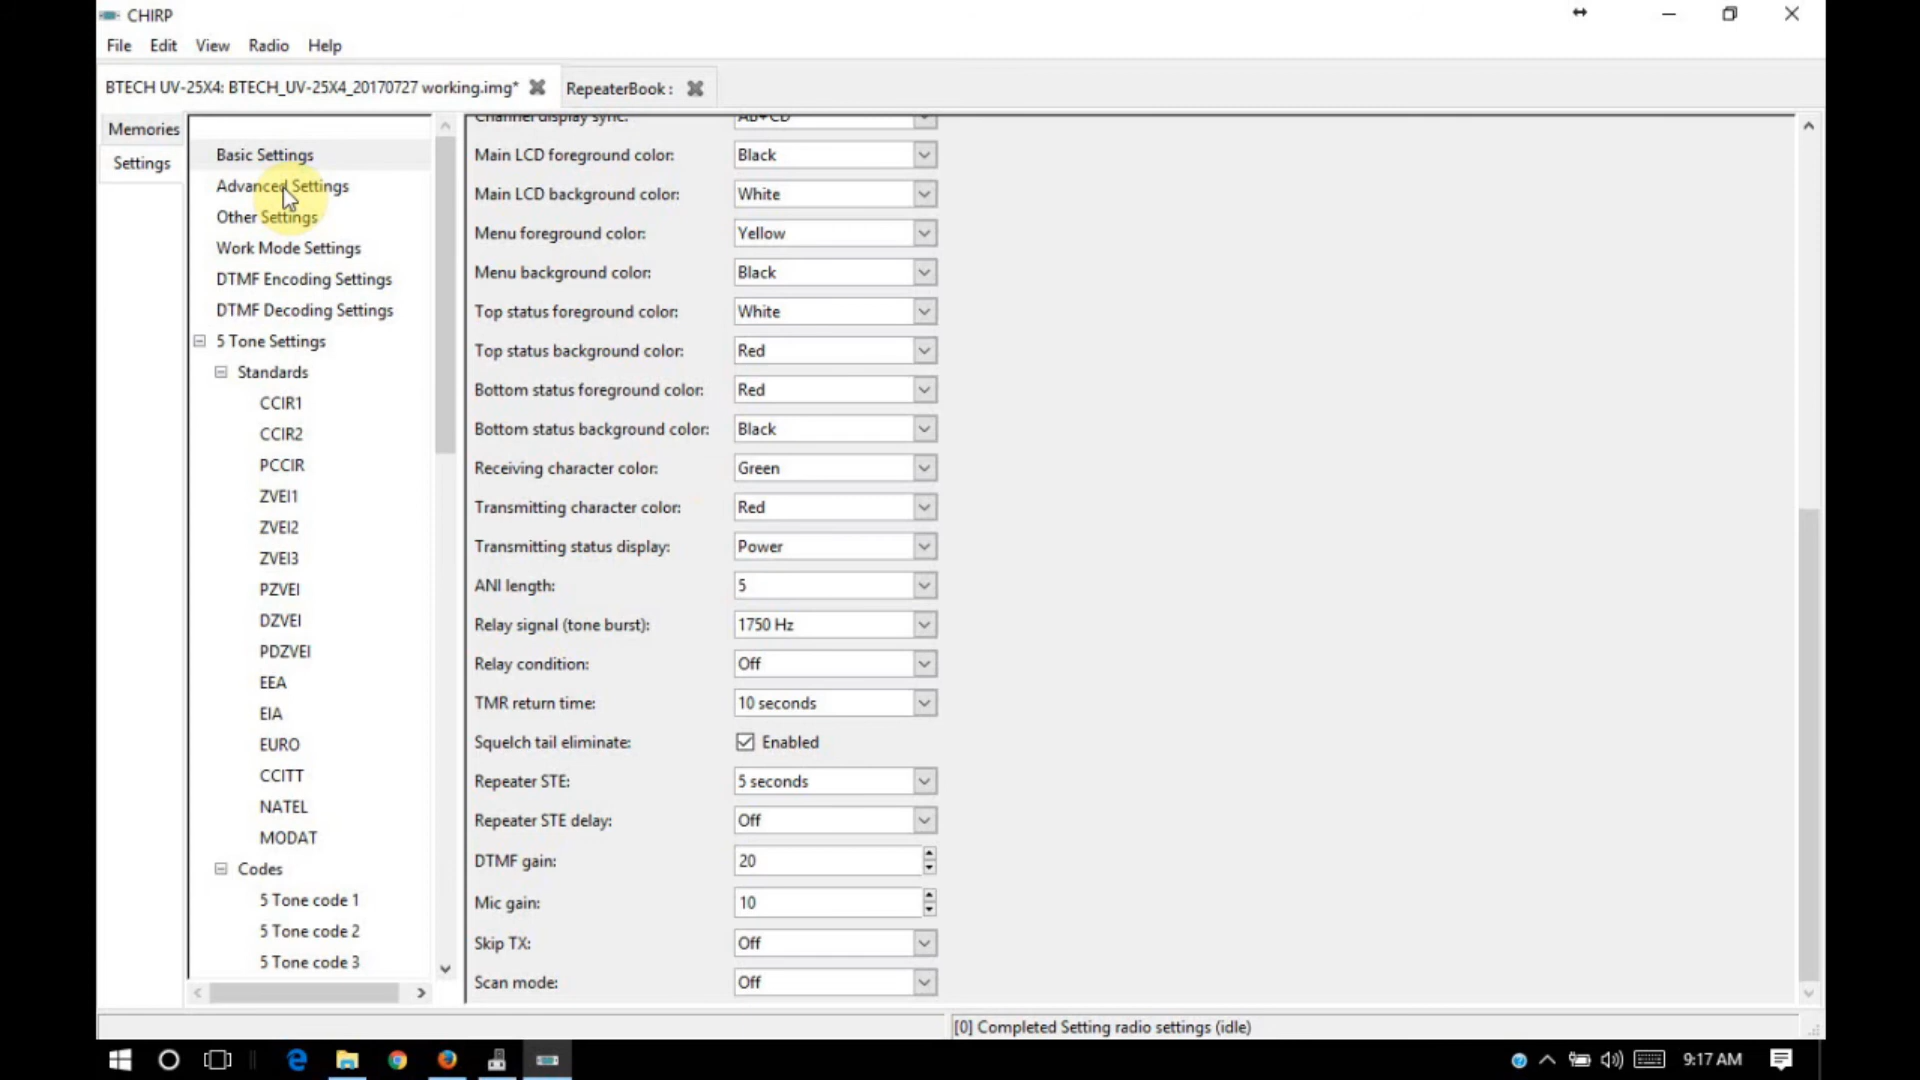 CHIRP
File Edit View Radio Help
BTECH UV-25X4: BTECH_UV-25X4_20170727 working.img* RepeaterBook :
Memories
Settings
Basic Settings
Advanced Settings
Other Settings
Work Mode Settings
DTMF Encoding Settings
DTMF Decoding Settings
5 Tone Settings
Standards
CCIR1
CCIR2
PCCIR
ZVEI1
ZVEI2
ZVEI3
PZVEI
DZVEI
PDZVEI
EEA
EIA
EURO
CCITT
NATEL
MODAT
Codes
5 Tone code 1
5 Tone code 2
5 Tone code 3
Channel display sync: AB+CD
Main LCD foreground color: Black
Main LCD background color: White
Menu foreground color: Yellow
Menu background color: Black
Top status foreground color: White
Top status background color: Red
Bottom status foreground color: Red
Bottom status background color: Black
Receiving character color: Green
Transmitting character color: Red
Transmitting status display: Power
ANI length: 5
Relay signal (tone burst): 1750 Hz
Relay condition: Off
TMR return time: 10 seconds
Squelch tail eliminate: Enabled
Repeater STE: 5 seconds
Repeater STE delay: Off
DTMF gain: 20
Mic gain: 10
Skip TX: Off
Scan mode: Off
[0] Completed Setting radio settings (idle)
9:17 AM